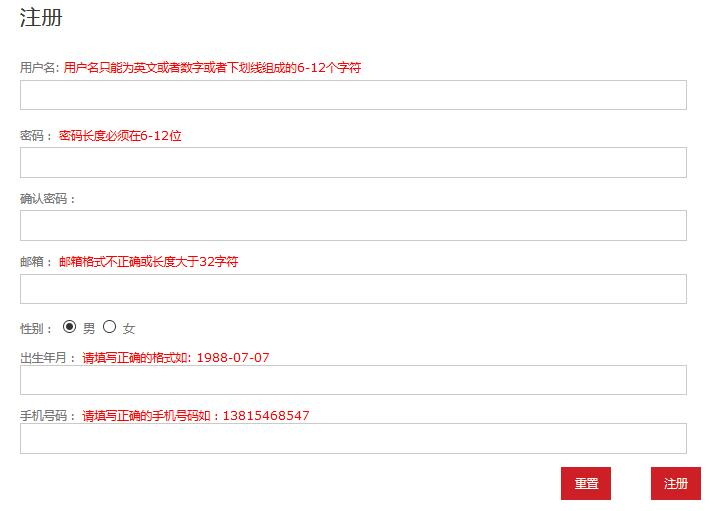 注册
用户名: 用户名只能为英文或者数字或者下划线组成的6-12个字符
密码： 密码长度必须在6-12位
确认密码：
邮箱： 邮箱格式不正确或长度大于32字符
性别： 男 女
出生年月： 请填写正确的格式如: 1988-07-07
手机号码： 请填写正确的手机号码如：13815468547
重置 注册